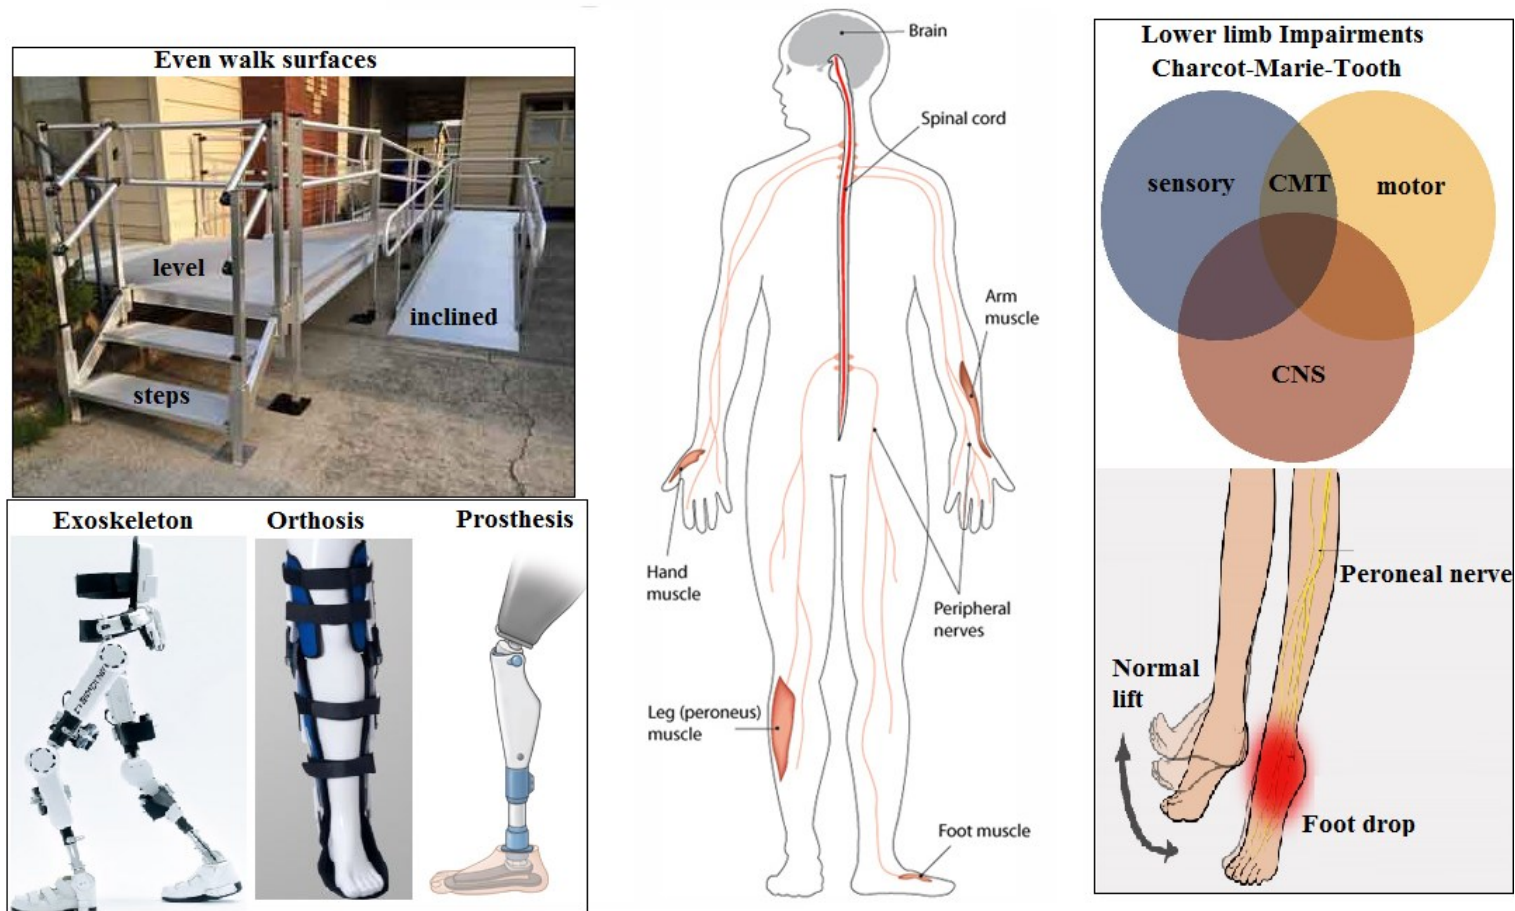 Even walk surfaces
level
inclined
steps
Exoskeleton
Orthosis
Prosthesis
Brain
Spinal cord
Arm
muscle
Hand
muscle
Peripheral
nerves
Leg (peroneus)
muscle
Foot muscle
Lower limb Impairments
Charcot-Marie-Tooth
sensory
CMT
motor
CNS
Peroneal nerve
Normal
lift
Foot drop